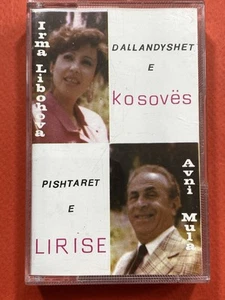 Irma Libohova
DALLANDYSHET
E
Kosovës
PISHTARET
E
LIRISE
Avni Mula